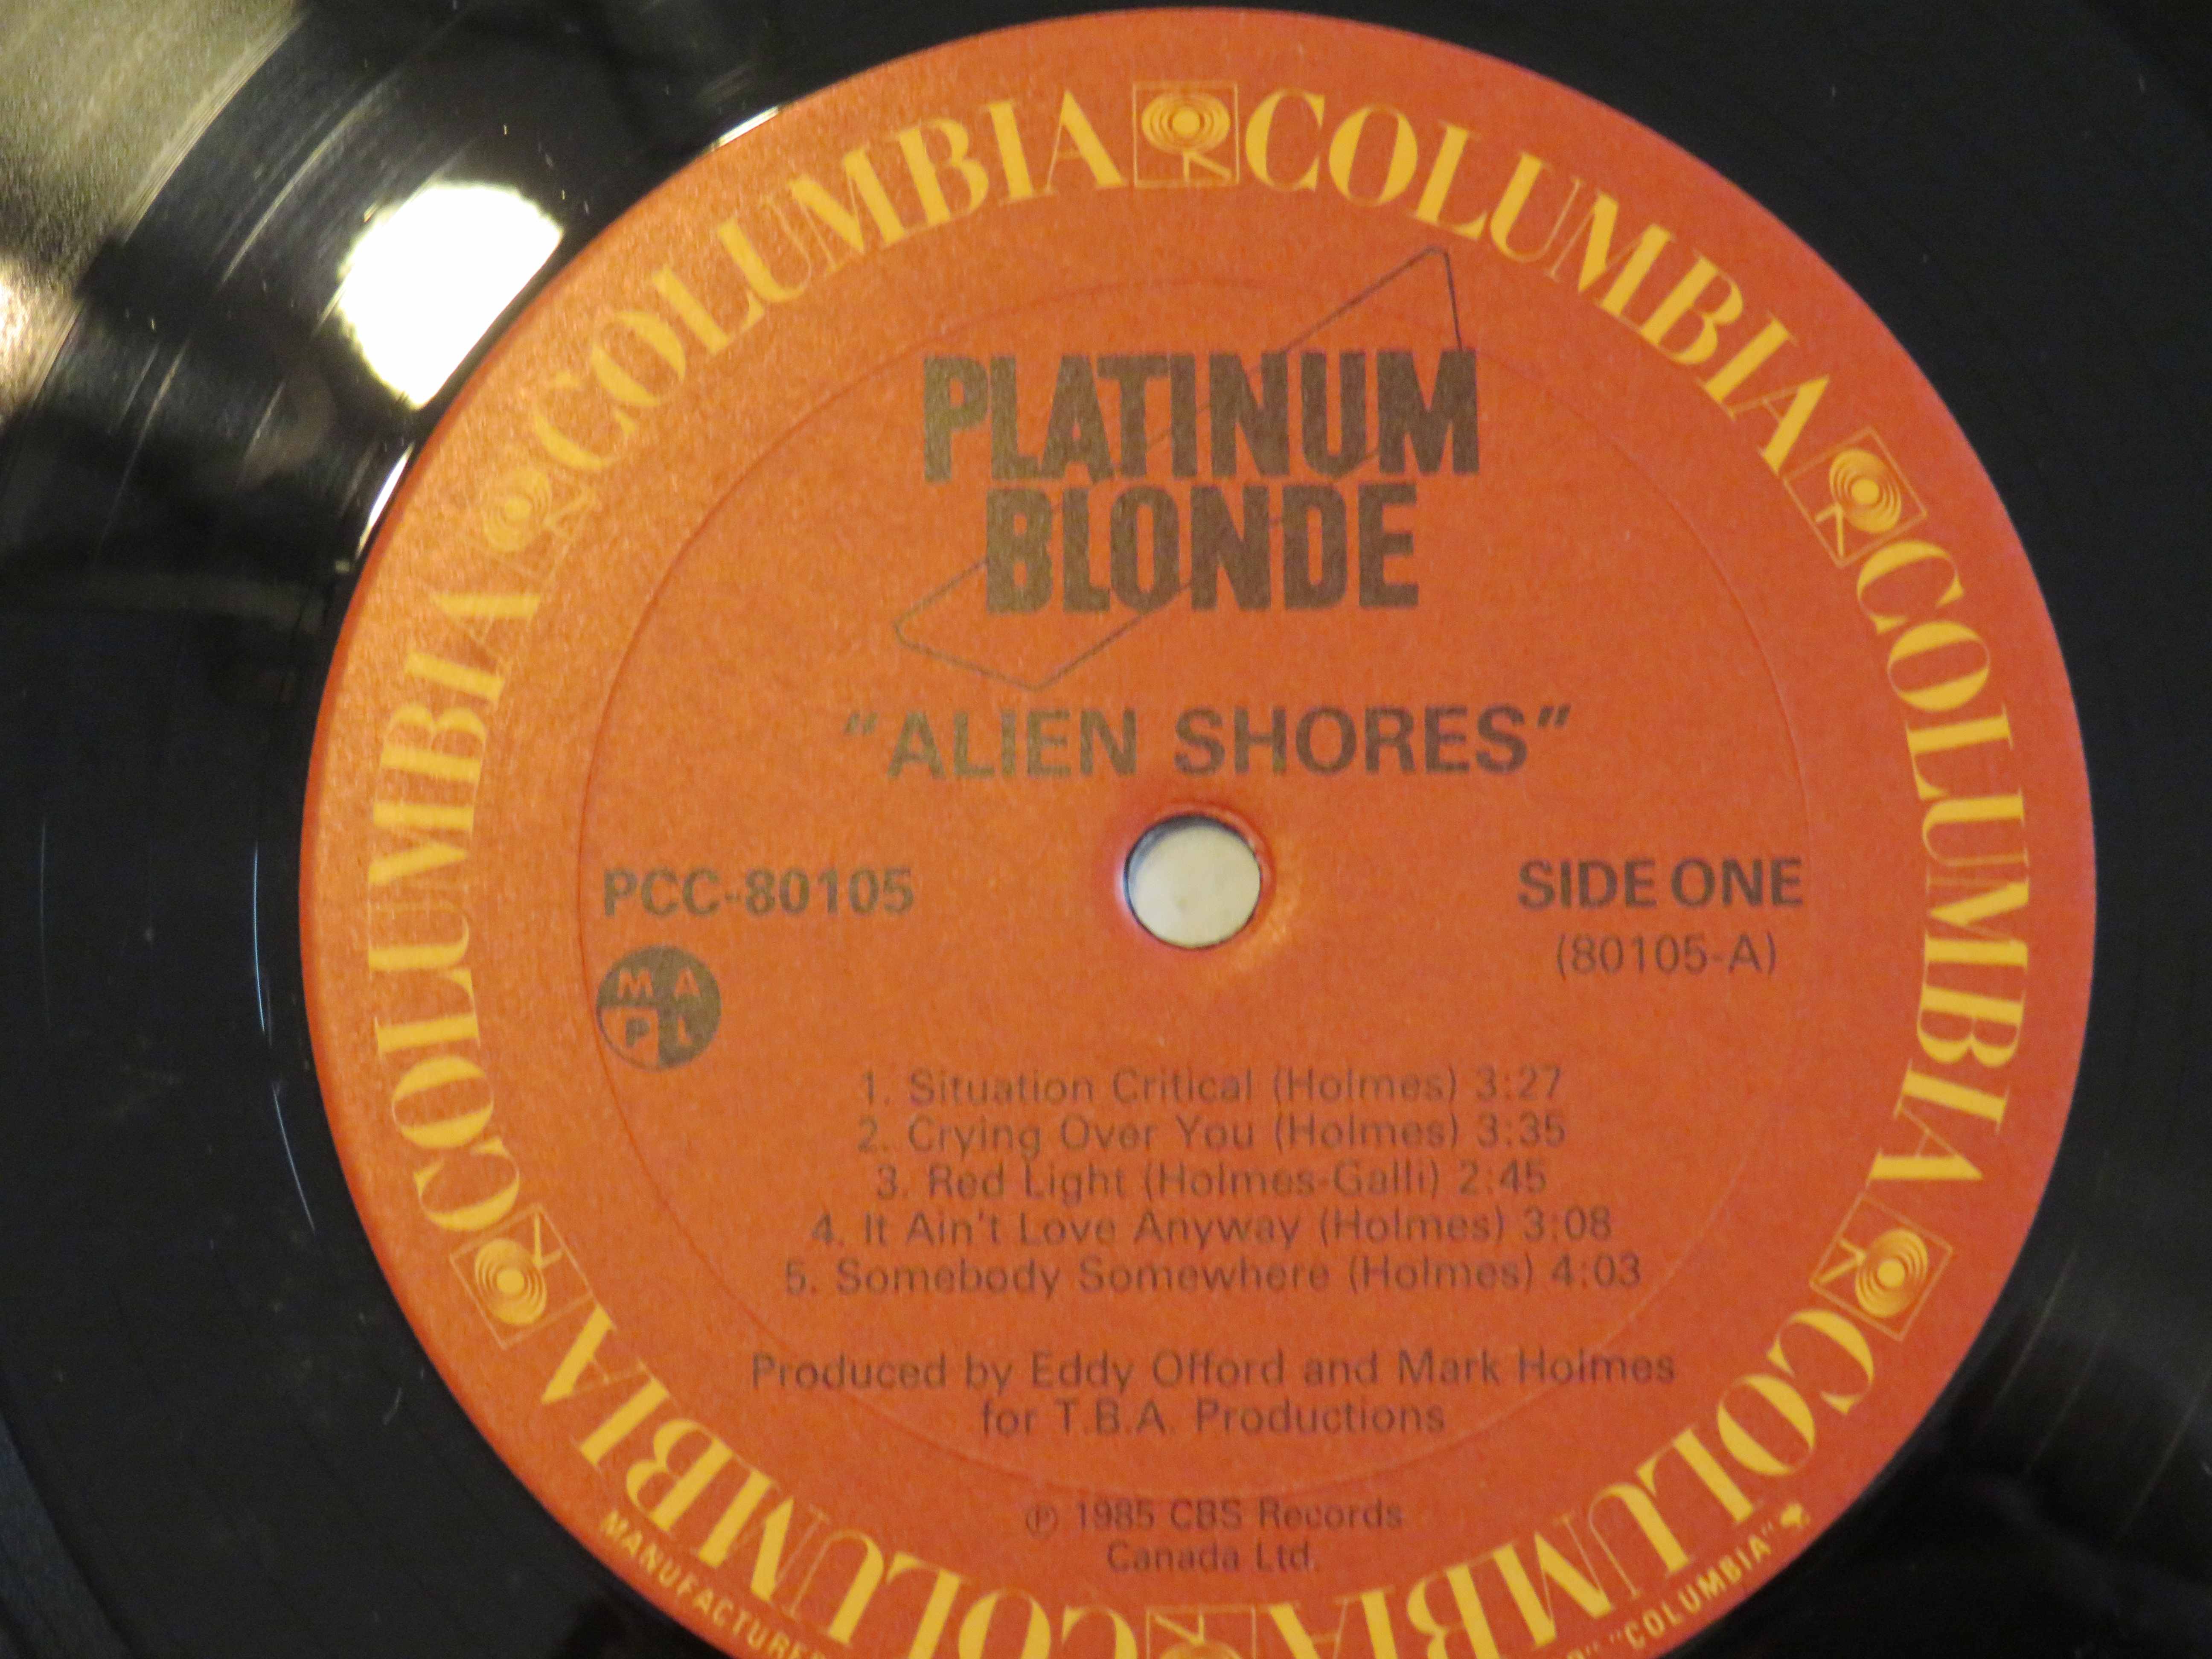 COLUMBIA COLUMBIA COLUMBIA COLUMBIA COLUMBIA COLUMBIA COLUMBIA COLUMBIA
PLATINUM
BLONDE
"ALIEN SHORES"
PCC-80105
SIDE ONE
(80105-A)
M A
P L
1. Situation Critical (Holmes) 3:27
2. Crying Over You (Holmes) 3:35
3. Red Light (Holmes-Galli) 2:45
4. It Ain't Love Anyway (Holmes) 3:08
5. Somebody Somewhere (Holmes) 4:03
Produced by Eddy Offord and Mark Holmes
for T.B.A. Productions
℗ 1985 CBS Records
Canada Ltd.
MANUFACTURED
"COLUMBIA"